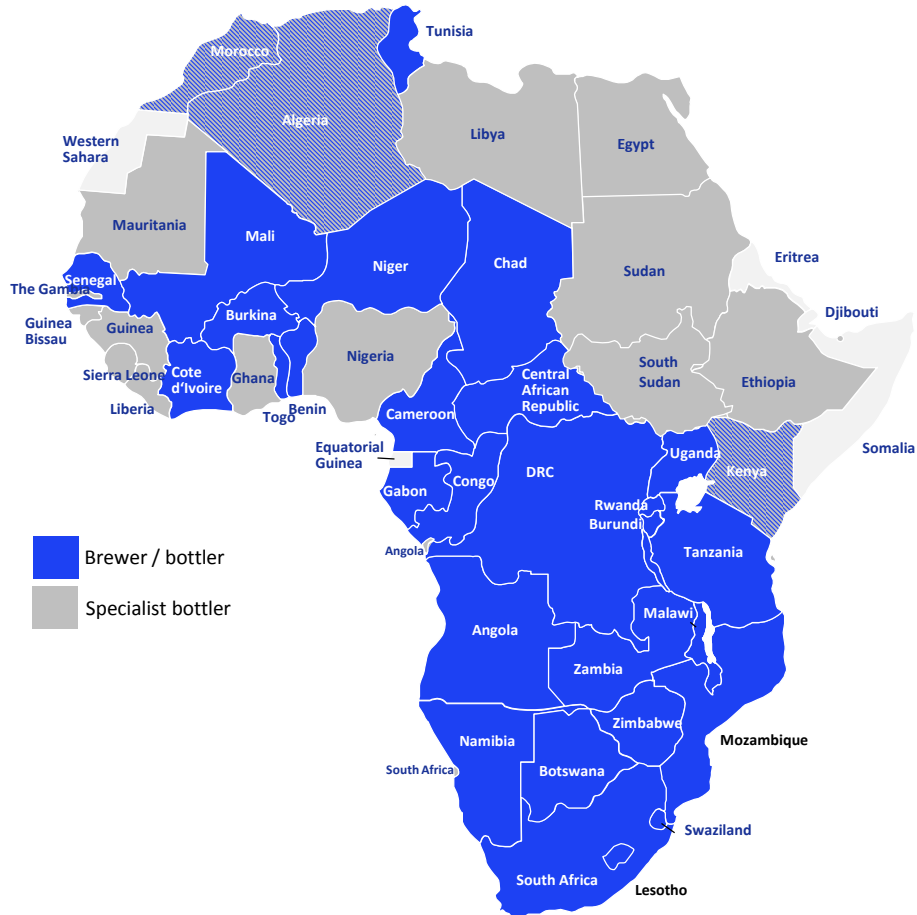 Tunisia
Morocco
Algeria
Libya
Egypt
Western
Sahara
Mauritania
Mali
Niger
Chad
Sudan
Eritrea
Senegal
The Gambia
Djibouti
Guinea
Bissau
Guinea
Burkina
Nigeria
South
Sudan
Ethiopia
Sierra Leone
Cote
d'Ivoire
Ghana
Central
African
Republic
Liberia
Togo
Benin
Cameroon
Somalia
Equatorial
Guinea
Uganda
Kenya
DRC
Congo
Gabon
Rwanda
Burundi
Angola
Tanzania
Brewer / bottler
Specialist bottler
Malawi
Angola
Zambia
Zimbabwe
Namibia
Mozambique
South Africa
Botswana
Swaziland
South Africa
Lesotho